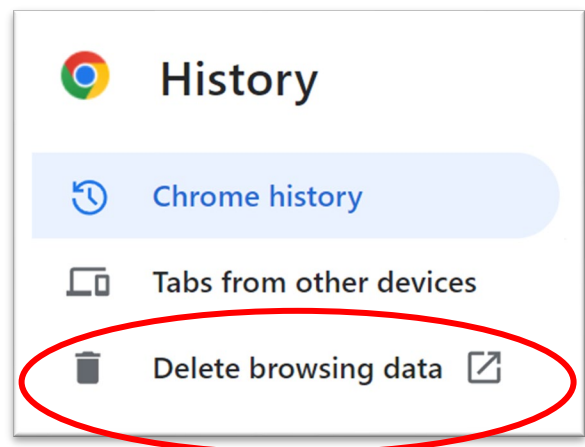 History
Chrome history
Tabs from other devices
Delete browsing data